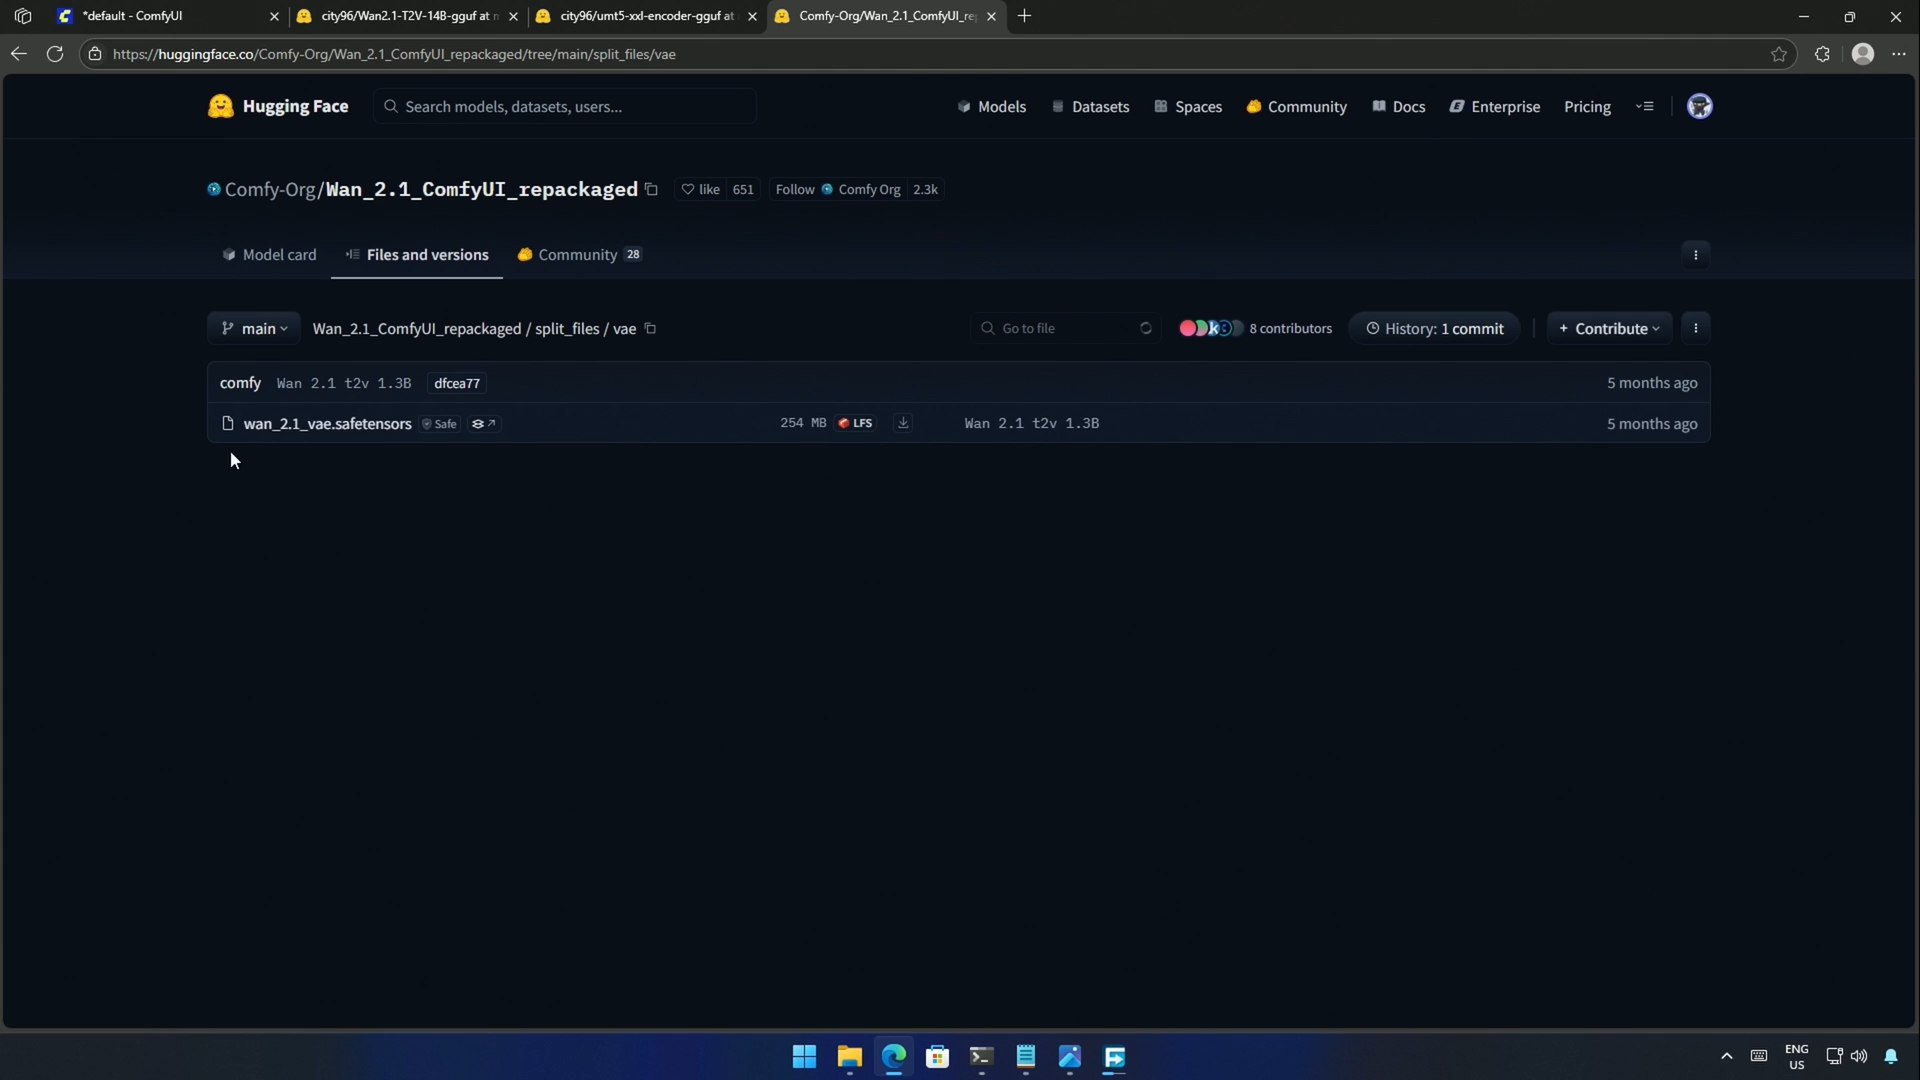 *default - ComfyUI
city96/Wan2.1-T2V-14B-gguf at
city96/umt5-xxl-encoder-gguf at
Comfy-Org/Wan_2.1_ComfyUI_re
https://huggingface.co/Comfy-Org/Wan_2.1_ComfyUI_repackaged/tree/main/split_files/vae
Hugging Face
Search models, datasets, users...
Models
Datasets
Spaces
Community
Docs
Enterprise
Pricing
Comfy-Org/Wan_2.1_ComfyUI_repackaged
like 651
Follow Comfy Org 2.3k
Model card
Files and versions
Community 28
main
Wan_2.1_ComfyUI_repackaged / split_files / vae
Go to file
8 contributors
History: 1 commit
+ Contribute
comfy Wan 2.1 t2v 1.3B dfcea77 5 months ago
wan_2.1_vae.safetensors Safe 254 MB LFS Wan 2.1 t2v 1.3B 5 months ago
ENG
US